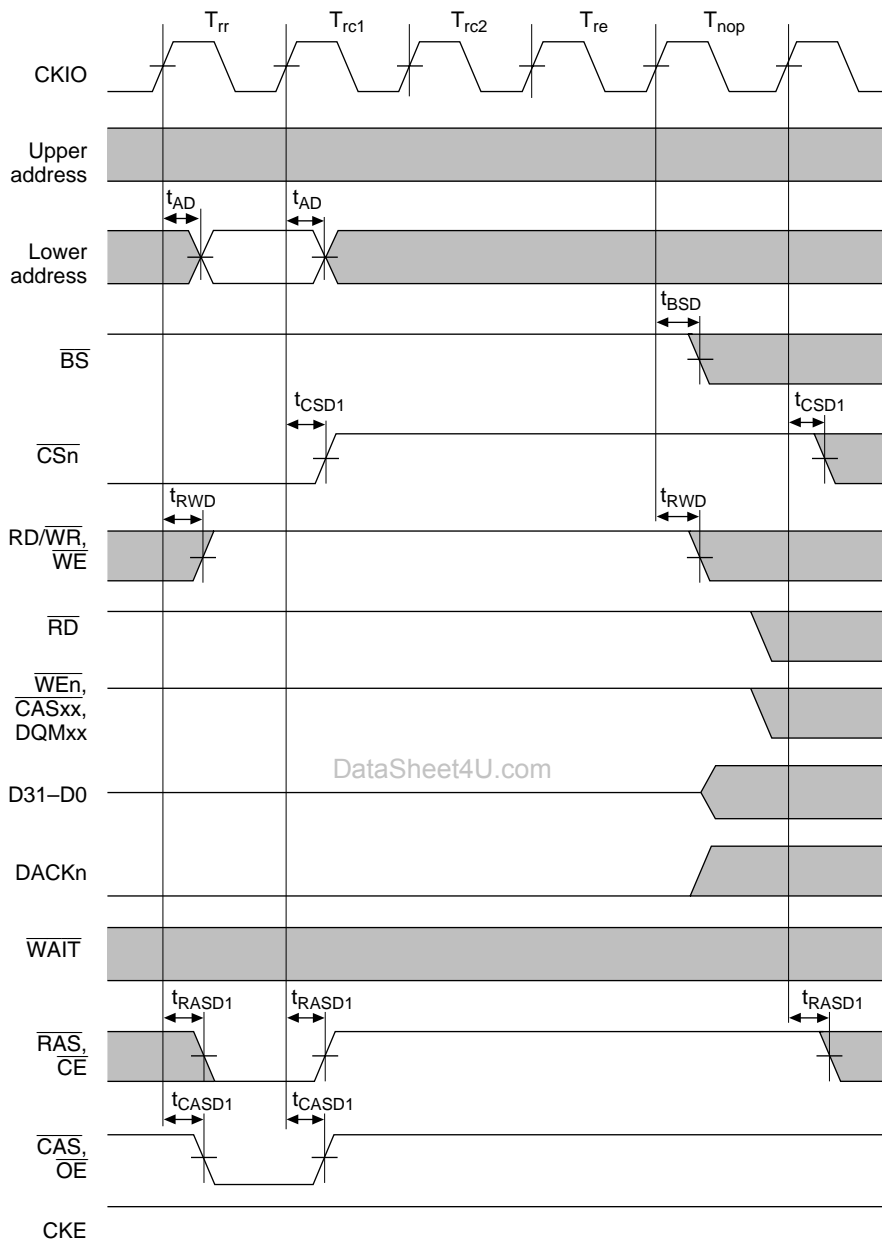 Trr Trc1 Trc2 Tre Tnop
CKIO
Upper
address
tAD tAD
Lower
address
tBSD
BS
tCSD1 tCSD1
CSn
tRWD tRWD
RD/WR,
WE
RD
WEn,
CASxx,
DQMxx
DataSheet4U.com
D31–D0
DACKn
WAIT
tRASD1 tRASD1 tRASD1
RAS,
CE
tCASD1 tCASD1
CAS,
OE
CKE